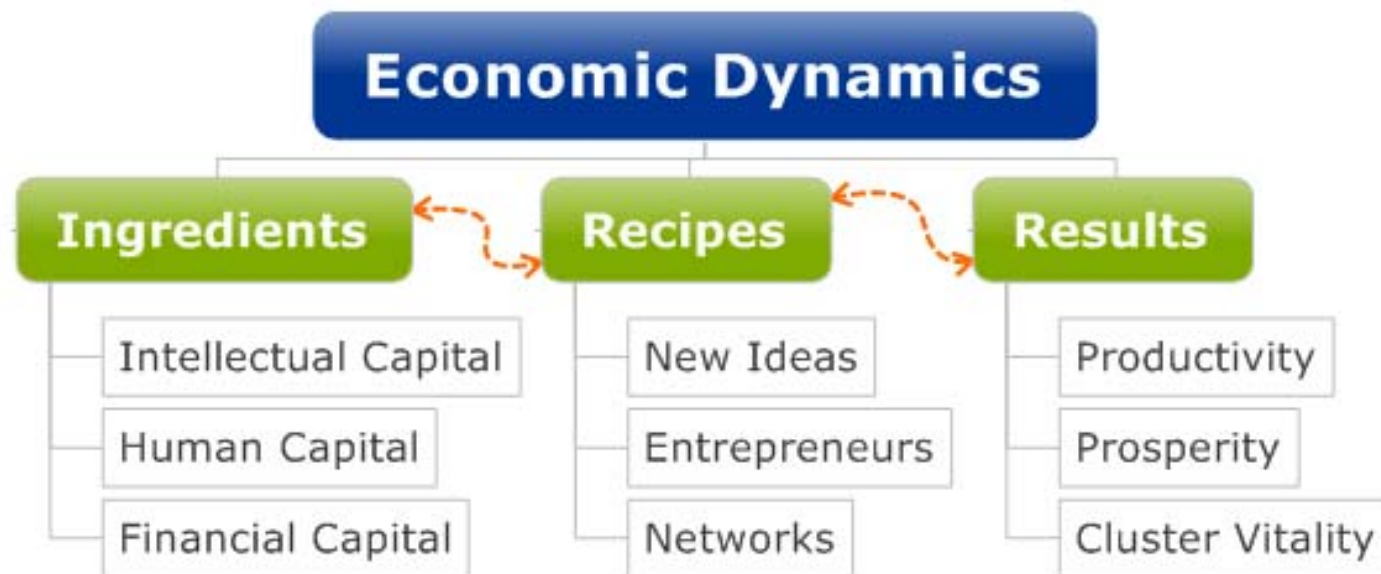 Economic Dynamics
Ingredients
Intellectual Capital
Human Capital
Financial Capital
Recipes
New Ideas
Entrepreneurs
Networks
Results
Productivity
Prosperity
Cluster Vitality